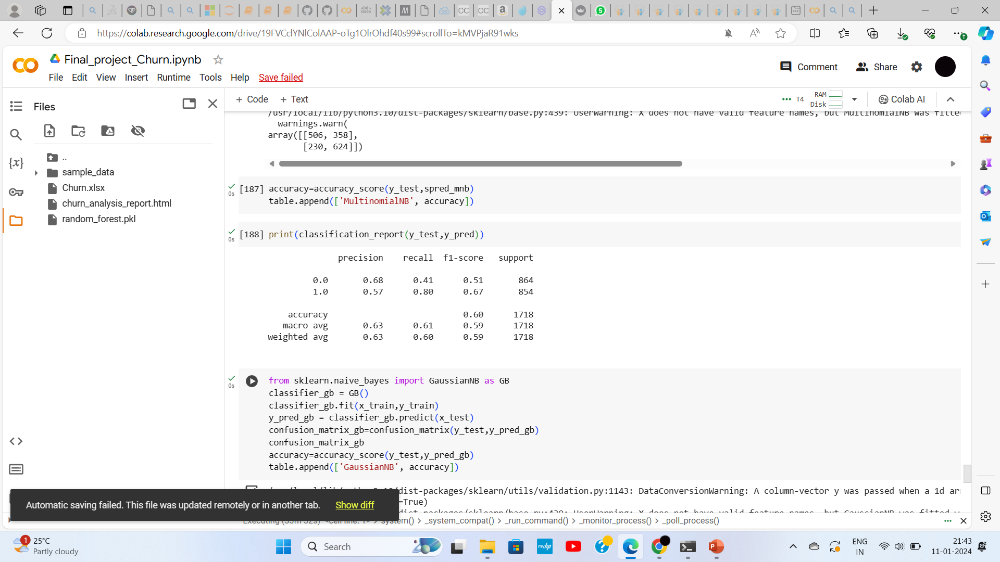 https://colab.research.google.com/drive/19FVCclYNlColAAP-oTg1OlrOhdf40s99#scrollTo=kMVPjaR91wks
Final_project_Churn.ipynb
Comment
Share
File Edit View Insert Runtime Tools Help Save failed
Files
+ Code + Text
T4
RAM
Disk
Colab AI
..
sample_data
Churn.xlsx
churn_analysis_report.html
random_forest.pkl
/usr/local/lib/python3.10/dist-packages/sklearn/base.py:439: UserWarning: X does not have valid feature names, but MultinomialNB was fitte
warnings.warn(
array([[506, 358],
[230, 624]])
0s
[187] accuracy=accuracy_score(y_test,spred_mnb)
table.append(['MultinomialNB', accuracy])
0s
[188] print(classification_report(y_test,y_pred))
precision recall f1-score support
0.0 0.68 0.41 0.51 864
1.0 0.57 0.80 0.67 854
accuracy 0.60 1718
macro avg 0.63 0.61 0.59 1718
weighted avg 0.63 0.60 0.59 1718
0s
from sklearn.naive_bayes import GaussianNB as GB
classifier_gb = GB()
classifier_gb.fit(x_train,y_train)
y_pred_gb = classifier_gb.predict(x_test)
confusion_matrix_gb=confusion_matrix(y_test,y_pred_gb)
confusion_matrix_gb
accuracy=accuracy_score(y_test,y_pred_gb)
table.append(['GaussianNB', accuracy])
dist-packages/sklearn/utils/validation.py:1143: DataConversionWarning: A column-vector y was passed when a 1d ar
=True)
Automatic saving failed. This file was updated remotely or in another tab. Show diff
system() > _system_compat() > _run_command() > _monitor_process() > _poll_process()
1
25°C
Partly cloudy
Search
myhp
ENG
IN
21:43
11-01-2024